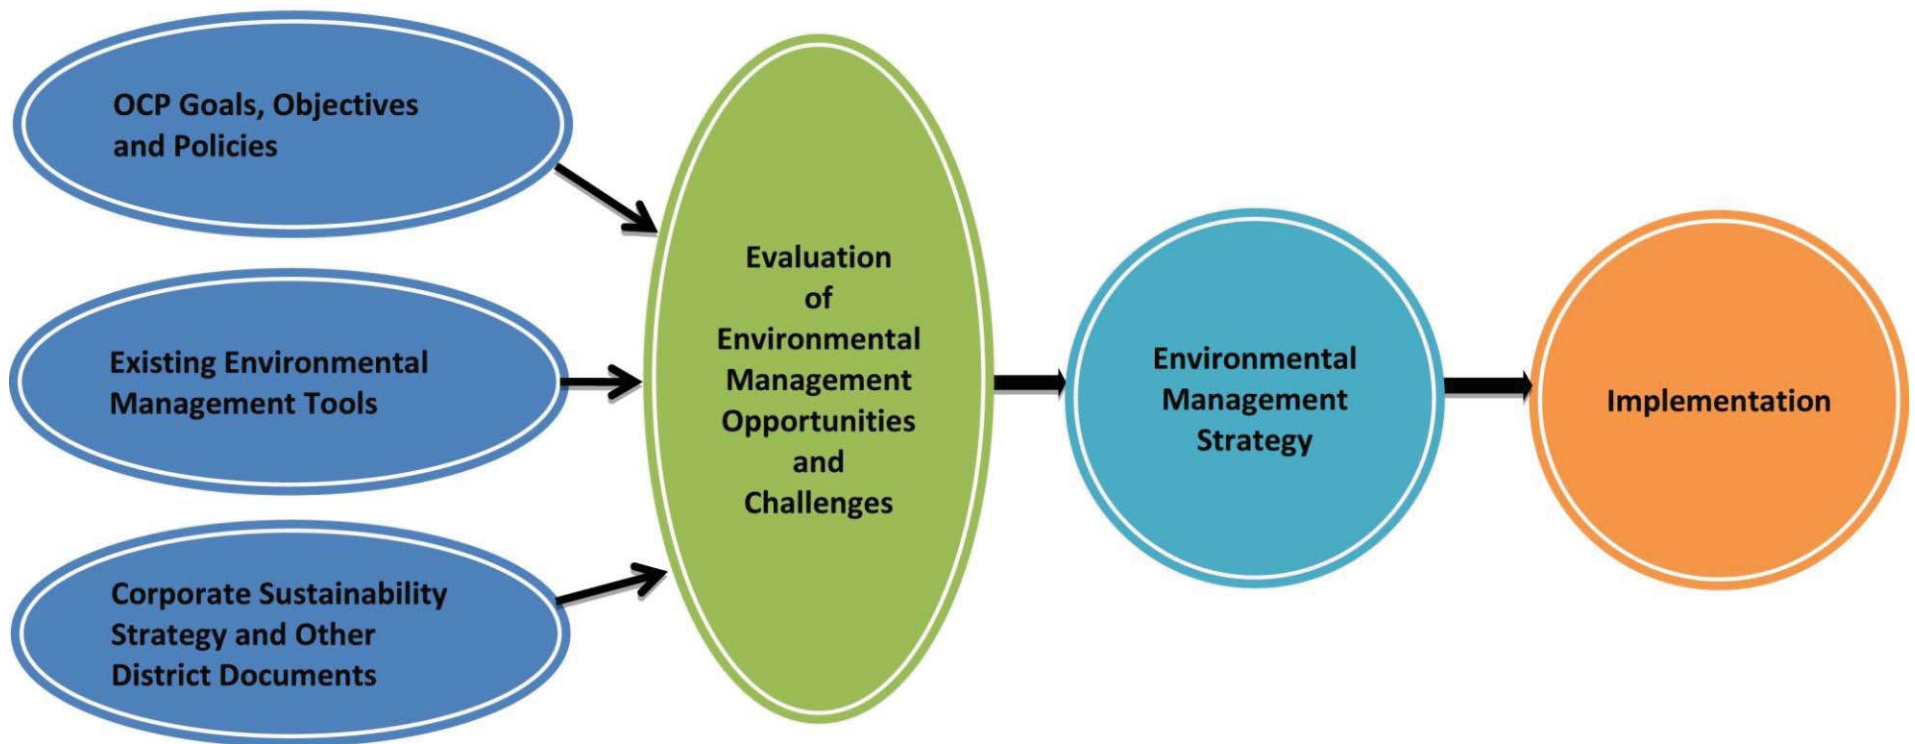 OCP Goals, Objectives
and Policies
Existing Environmental
Management Tools
Corporate Sustainability
Strategy and Other
District Documents
Evaluation
of
Environmental
Management
Opportunities
and
Challenges
Environmental
Management
Strategy
Implementation